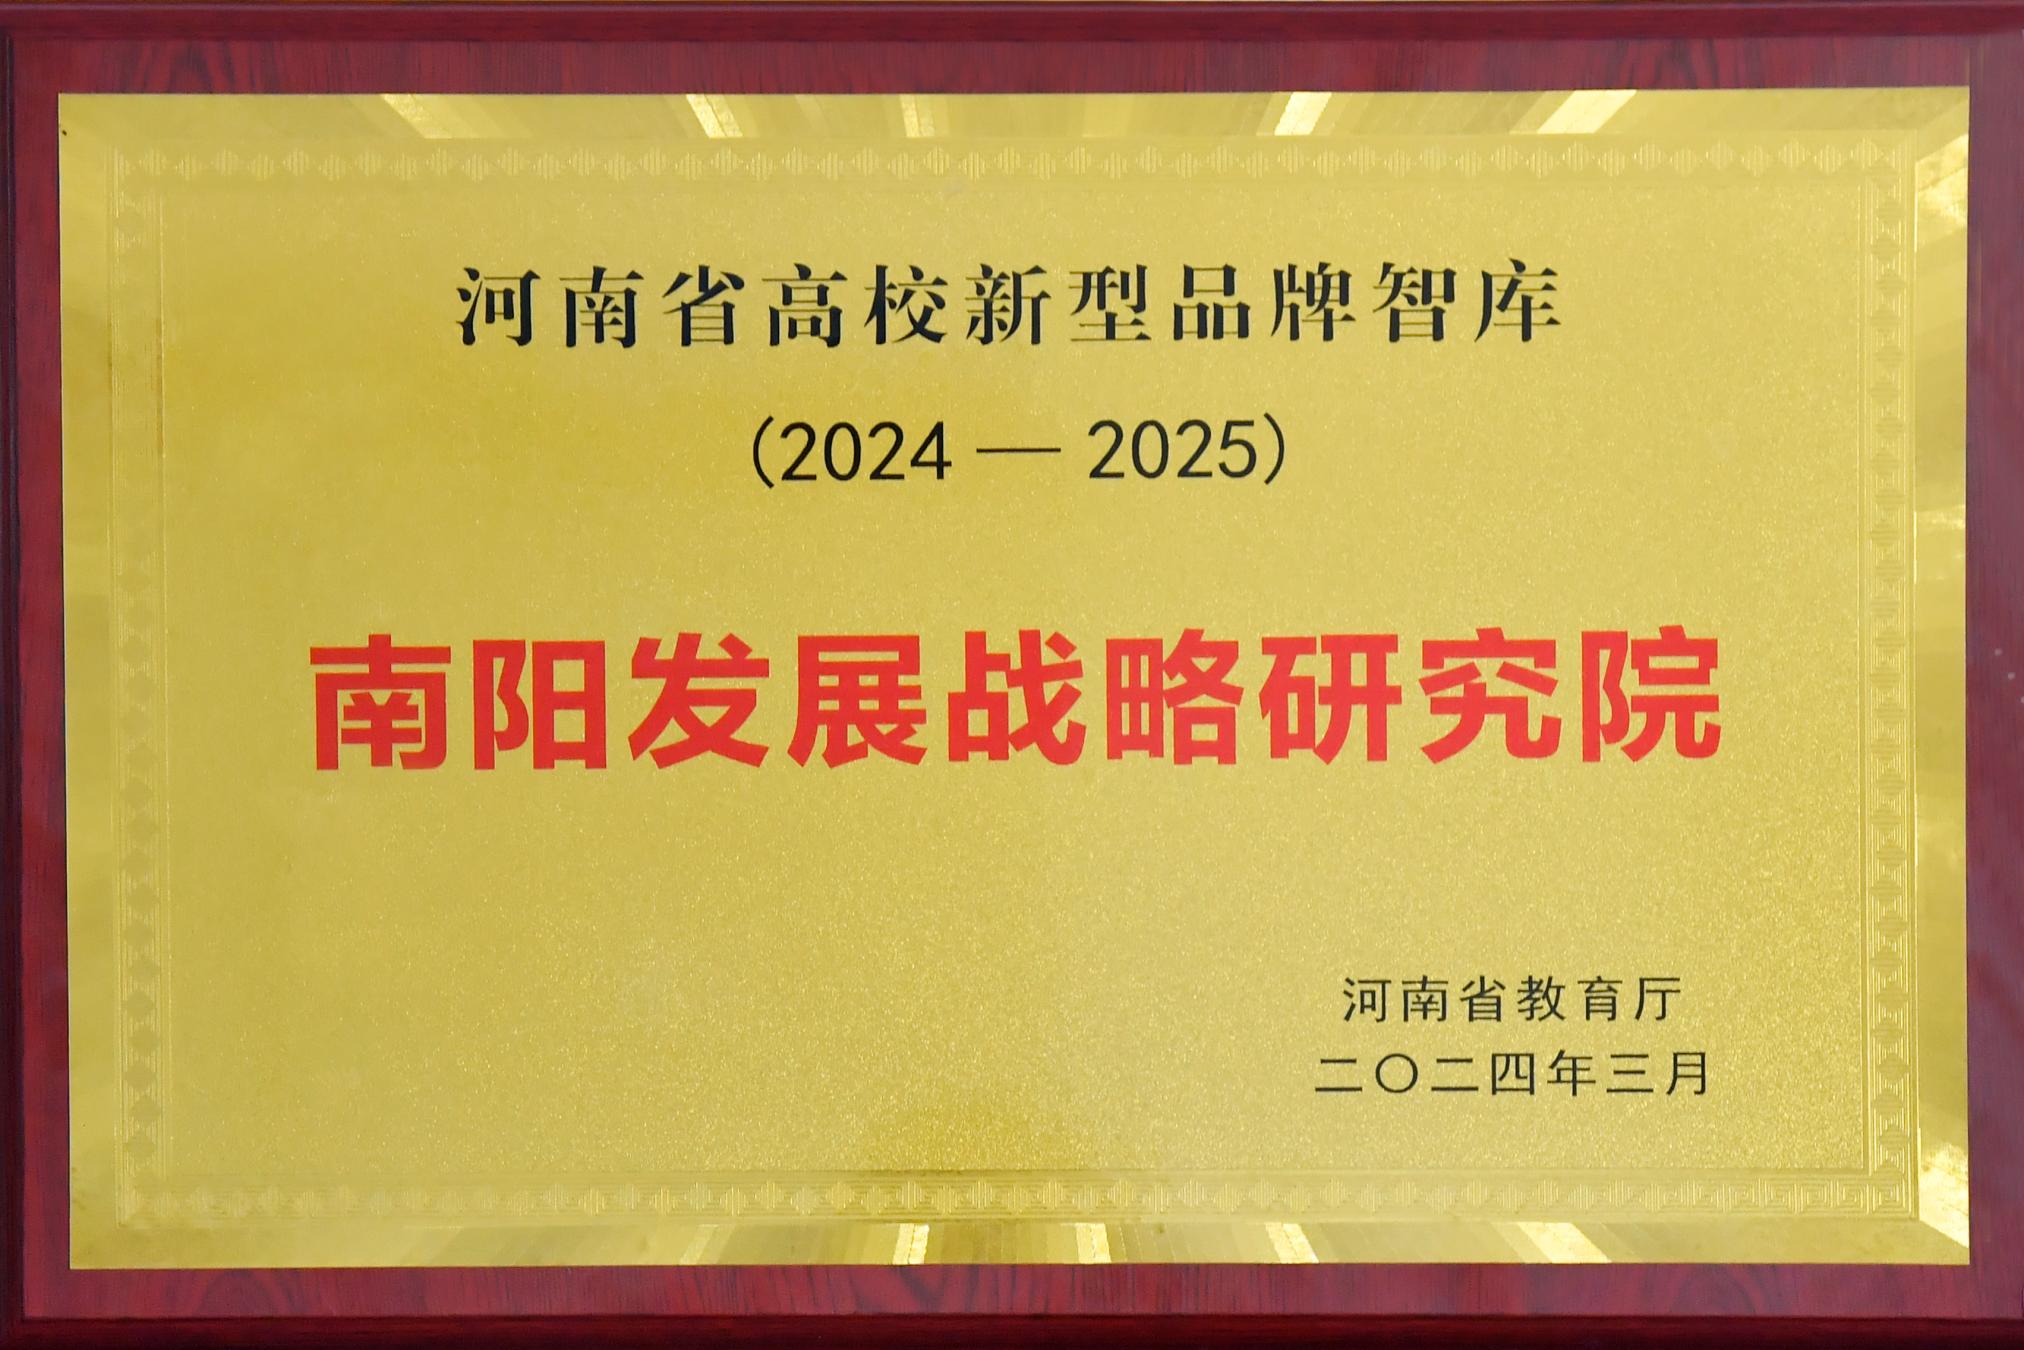 河南省高校新型品牌智库
（2024 — 2025）
南阳发展战略研究院
河南省教育厅
二〇二四年三月